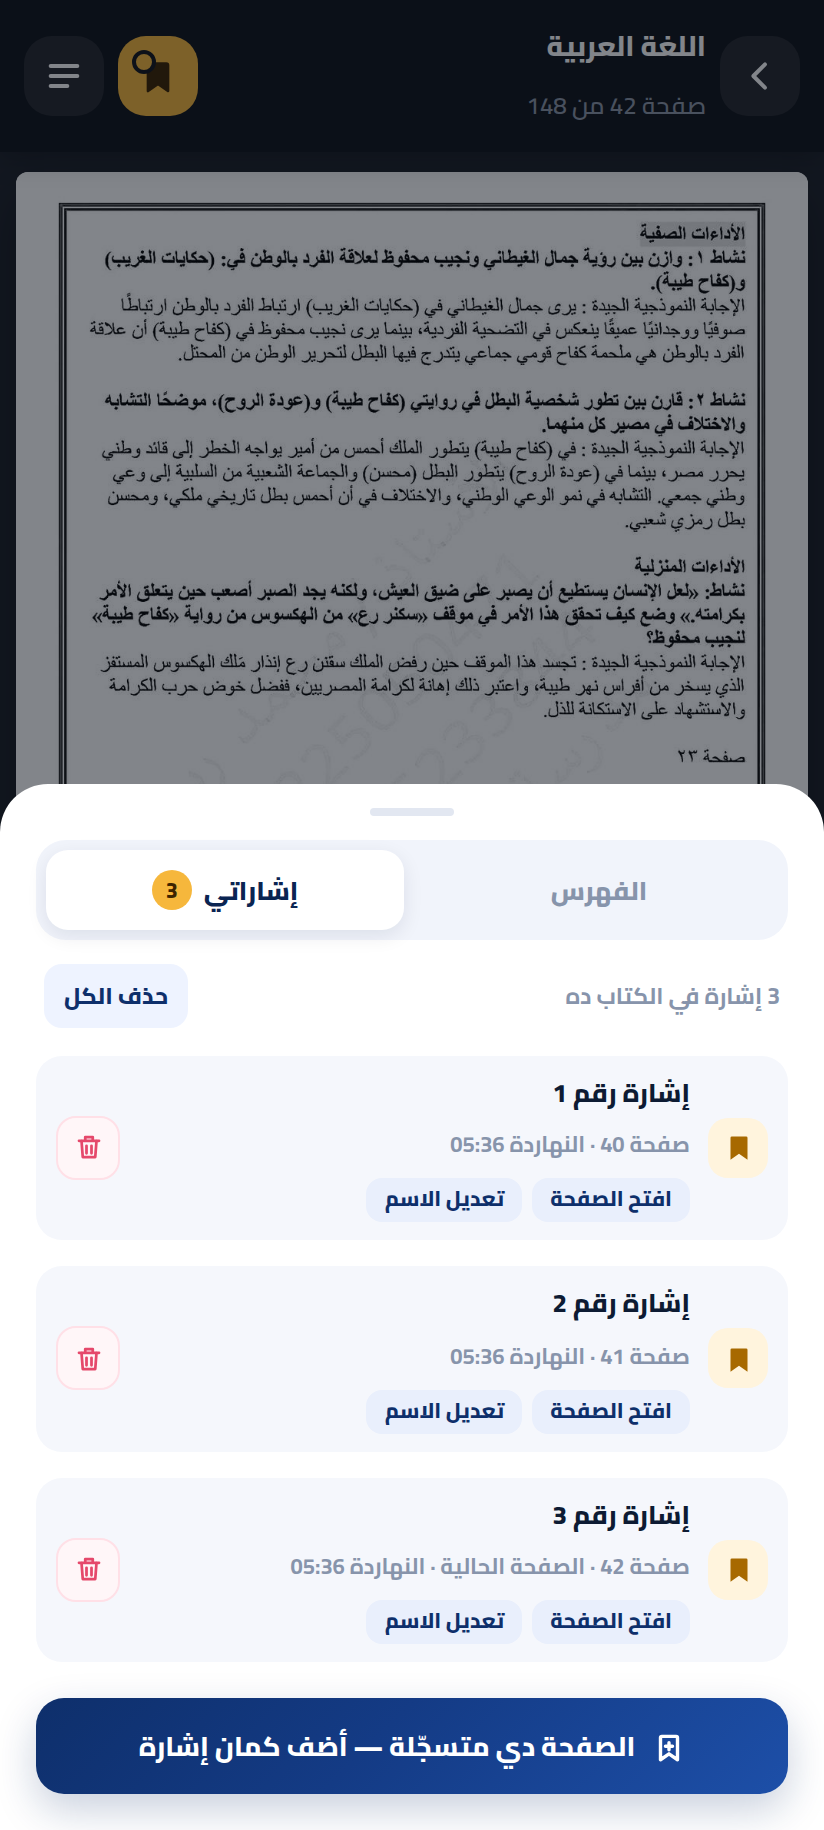 اللغة العربية
صفحة 42 من 148
الأداءات الصفية
نشاط ١: وازن بين رؤية جمال الغيطاني ونجيب محفوظ لعلاقة الفرد بالوطن في: (حكايات الغريب)
و(كفاح طيبة).
الإجابة النموذجية الجيدة : يرى جمال الغيطاني في (حكايات الغريب) ارتباط الفرد بالوطن ارتباطًا
صوفيًا ووجدانيًا عميقًا ينعكس في التضحية الفردية، بينما يرى نجيب محفوظ في (كفاح طيبة) أن علاقة
الفرد بالوطن هي ملحمة كفاح قومي جماعي يتدرج فيها البطل لتحرير الوطن من المحتل.
نشاط ٢: قارن بين تطور شخصية البطل في روايتي (كفاح طيبة) و(عودة الروح)، موضحًا التشابه
والاختلاف في مصير كل منهما.
الإجابة النموذجية الجيدة : في (كفاح طيبة) يتطور الملك أحمس من أمير يواجه الخطر إلى قائد وطني
يحرر مصر، بينما في (عودة الروح) يتطور البطل (محسن) والجماعة الشعبية من السلبية إلى وعي
وطني جمعي. التشابه في نمو الوعي الوطني، والاختلاف في أن أحمس بطل تاريخي ملكي، ومحسن
بطل رمزي شعبي.
الأداءات المنزلية
نشاط: «لعل الإنسان يستطيع أن يصبر على ضيق العيش، ولكنه يجد الصبر أصعب حين يتعلق الأمر
بكرامته.» وضع كيف تحقق هذا الأمر في موقف «سكنر رع» من الهكسوس من رواية «كفاح طيبة»
لنجيب محفوظ؟
الإجابة النموذجية الجيدة : تجسد هذا الموقف حين رفض الملك سقنن رع إنذار مَلك الهكسوس المستفز
الذي يسخر من أفراس نهر طيبة، واعتبر ذلك إهانة لكرامة المصريين، ففضل خوض حرب الكرامة
والاستشهاد على الاستكانة للذل.
صفحة ٢٣
الفهرس
إشاراتي 3
3 إشارة في الكتاب ده
حذف الكل
إشارة رقم 1
صفحة 40 · النهاردة 05:36
افتح الصفحة
تعديل الاسم
إشارة رقم 2
صفحة 41 · النهاردة 05:36
افتح الصفحة
تعديل الاسم
إشارة رقم 3
صفحة 42 · الصفحة الحالية · النهاردة 05:36
افتح الصفحة
تعديل الاسم
الصفحة دي متسجّلة — أضف كمان إشارة